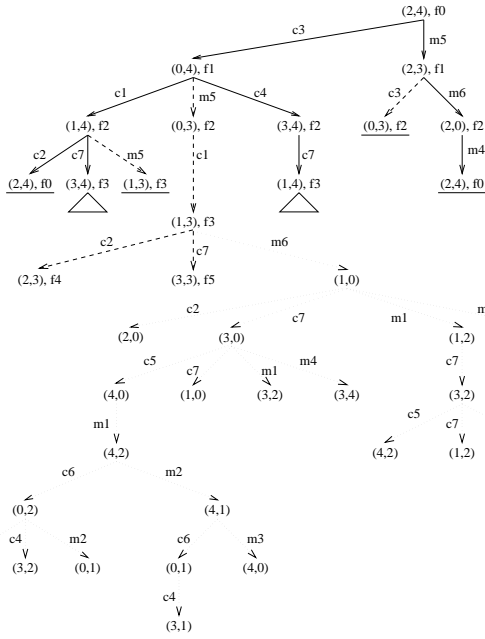 (2,4), f0
c3
m5
(0,4), f1
(2,3), f1
c1
m5
c4
c3
m6
(1,4), f2
(0,3), f2
(3,4), f2
(0,3), f2
(2,0), f2
c2
c7
m5
c1
c7
m4
(2,4), f0
(3,4), f3
(1,3), f3
(1,4), f3
(2,4), f0
(1,3), f3
c2
c7
m6
(2,3), f4
(3,3), f5
(1,0)
c2
c7
m1
(2,0)
(3,0)
(1,2)
c5
c7
m1
m4
c7
(4,0)
(1,0)
(3,2)
(3,4)
(3,2)
m1
c5
c7
(4,2)
(4,2)
(1,2)
c6
m2
(0,2)
(4,1)
c4
m2
c6
m3
(3,2)
(0,1)
(0,1)
(4,0)
c4
(3,1)